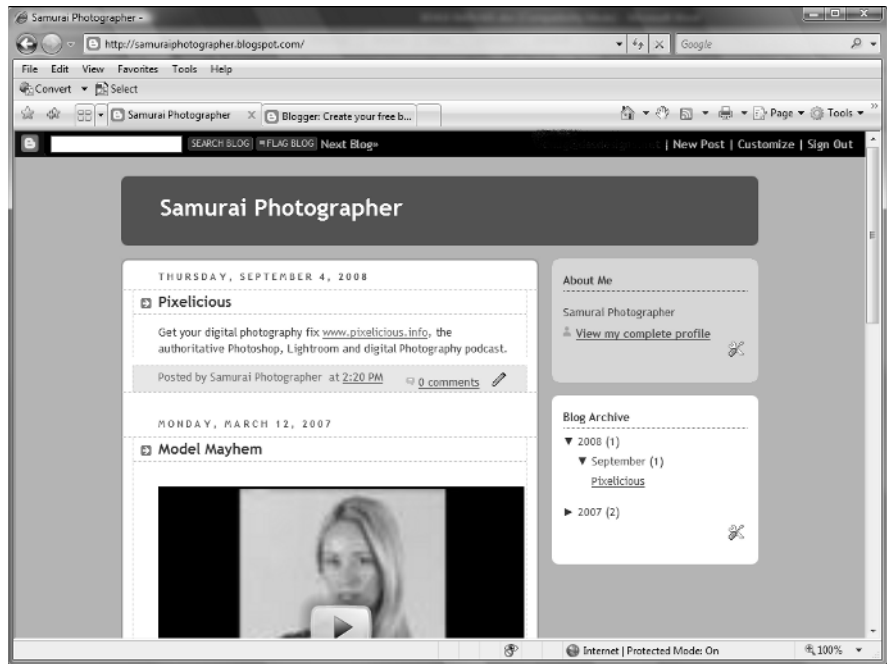 Samurai Photographer -
http://samuraiphotographer.blogspot.com/
Google
File Edit View Favorites Tools Help
Convert Select
Samurai Photographer X Blogger: Create your free b...
Page Tools »
SEARCH BLOG FLAG BLOG Next Blog»
| New Post | Customize | Sign Out
Samurai Photographer
THURSDAY, SEPTEMBER 4, 2008
Pixelicious
Get your digital photography fix www.pixelicious.info, the
authoritative Photoshop, Lightroom and digital Photography podcast.
Posted by Samurai Photographer at 2:20 PM
0 comments
MONDAY, MARCH 12, 2007
Model Mayhem
About Me
Samurai Photographer
View my complete profile
Blog Archive
▼ 2008 (1)
▼ September (1)
Pixelicious
► 2007 (2)
Internet | Protected Mode: On
100%